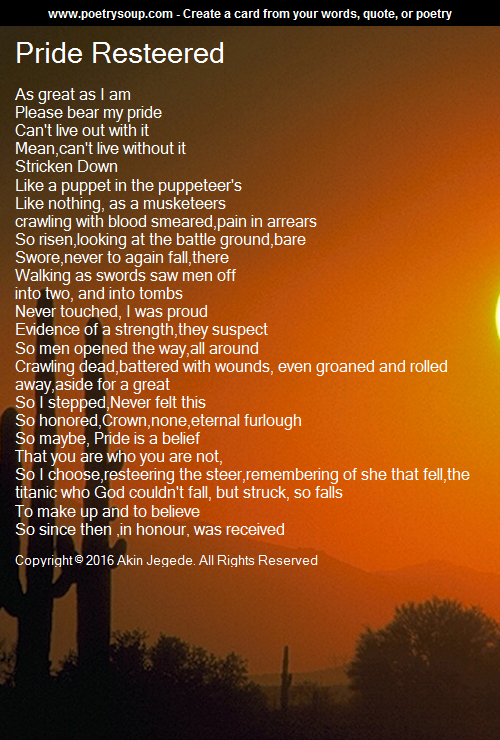 www.poetrysoup.com - Create a card from your words, quote, or poetry
Pride Resteered
As great as I am
Please bear my pride
Can't live out with it
Mean,can't live without it
Stricken Down
Like a puppet in the puppeteer's
Like nothing, as a musketeers
crawling with blood smeared,pain in arrears
So risen,looking at the battle ground,bare
Swore,never to again fall,there
Walking as swords saw men off
into two, and into tombs
Never touched, I was proud
Evidence of a strength,they suspect
So men opened the way,all around
Crawling dead,battered with wounds, even groaned and rolled
away,aside for a great
So I stepped,Never felt this
So honored,Crown,none,eternal furlough
So maybe, Pride is a belief
That you are who you are not,
So I choose,resteering the steer,remembering of she that fell,the
titanic who God couldn't fall, but struck, so falls
To make up and to believe
So since then ,in honour, was received
Copyright © 2016 Akin Jegede. All Rights Reserved